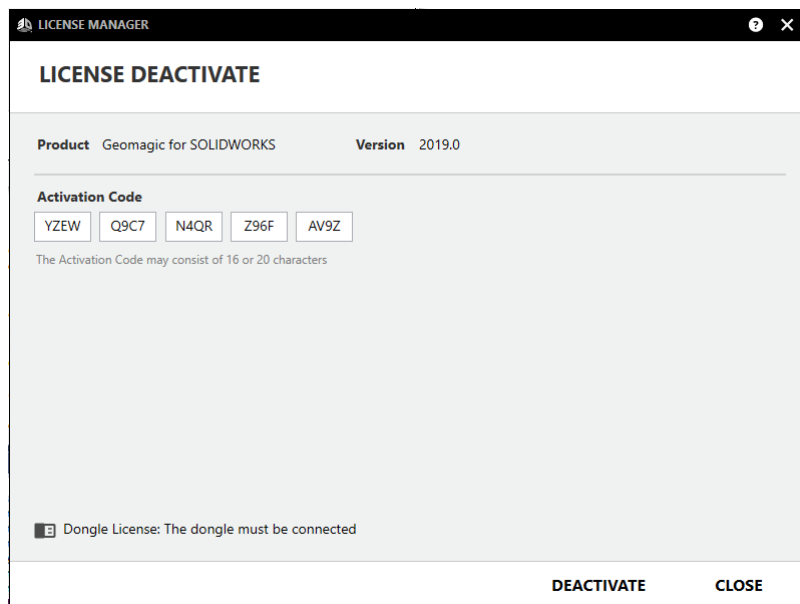 LICENSE MANAGER
LICENSE DEACTIVATE
Product Geomagic for SOLIDWORKS Version 2019.0
Activation Code
YZEW Q9C7 N4QR Z96F AV9Z
The Activation Code may consist of 16 or 20 characters
Dongle License: The dongle must be connected
DEACTIVATE CLOSE